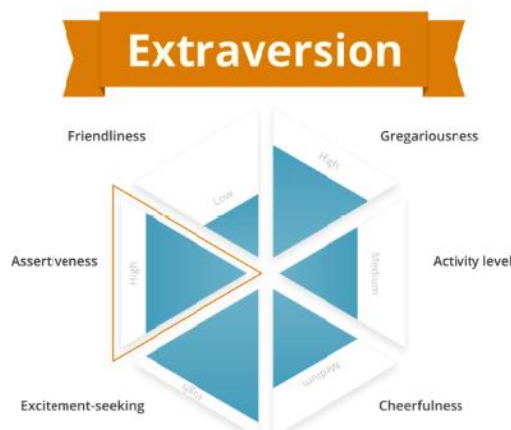 Extraversion
Friendliness
Gregariousness
Low
High
Assertiveness
High
Medium
Activity level
High
Medium
Excitement-seeking
Cheerfulness